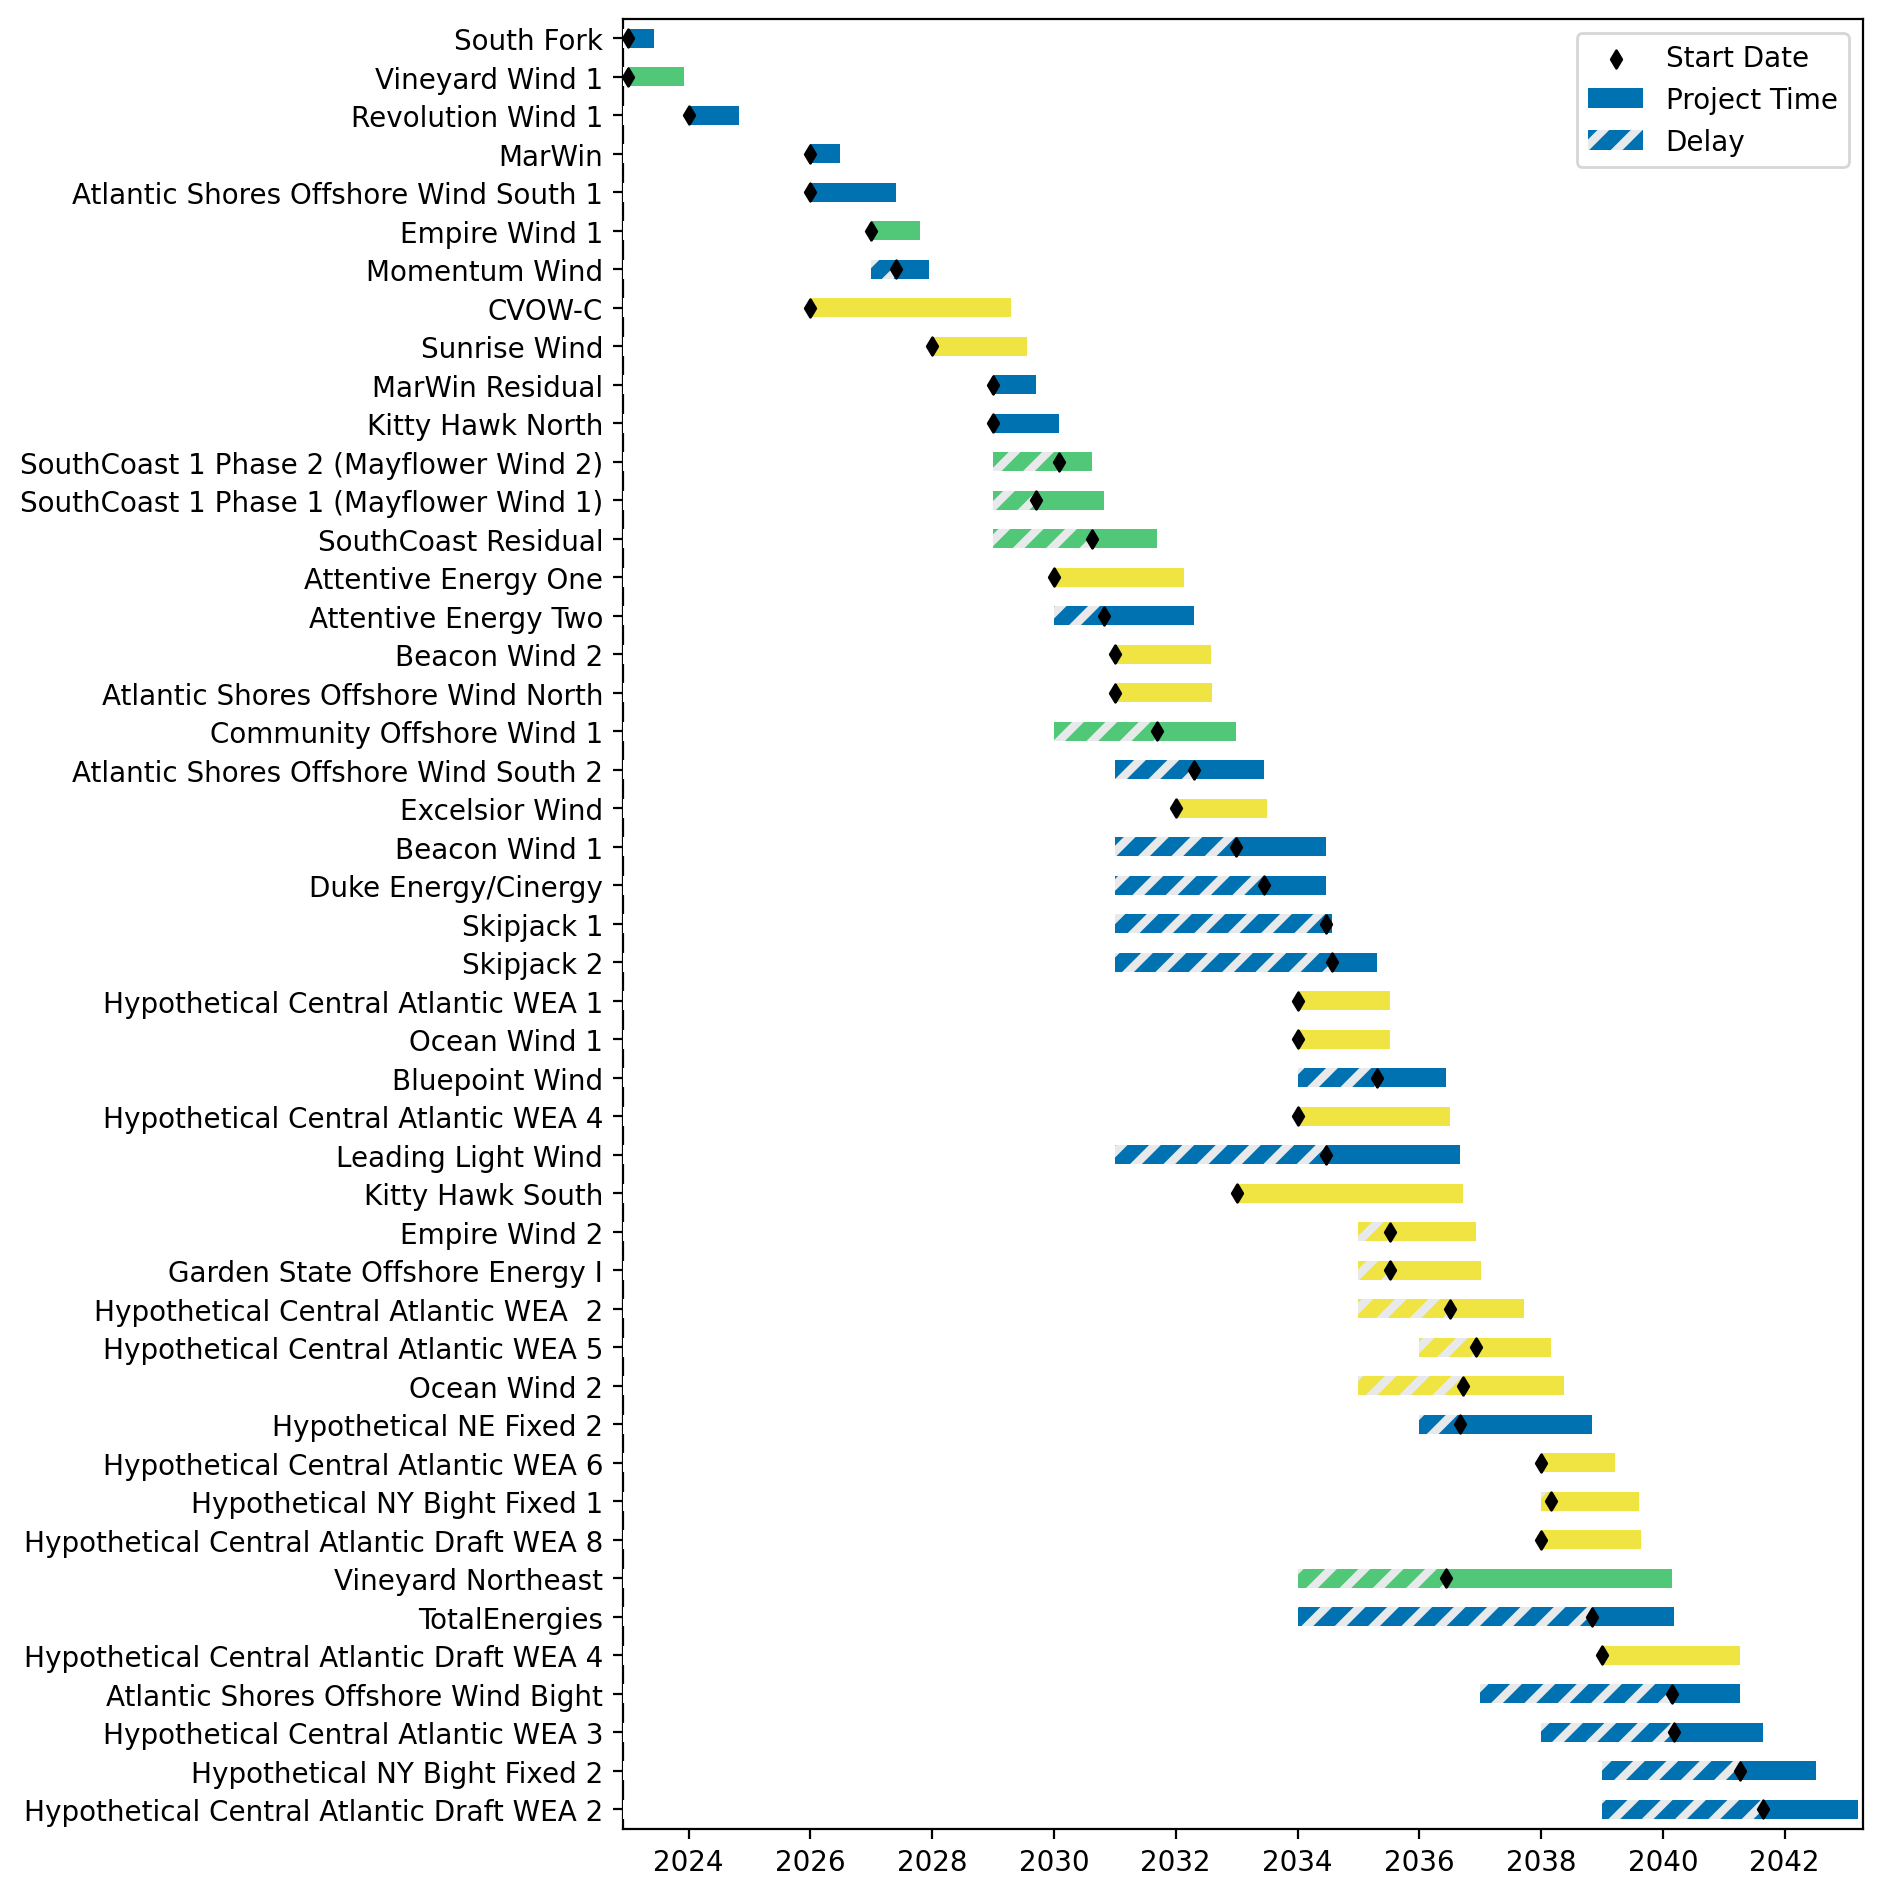 South Fork
Vineyard Wind 1
Revolution Wind 1
MarWin
Atlantic Shores Offshore Wind South 1
Empire Wind 1
Momentum Wind
CVOW-C
Sunrise Wind
MarWin Residual
Kitty Hawk North
SouthCoast 1 Phase 2 (Mayflower Wind 2)
SouthCoast 1 Phase 1 (Mayflower Wind 1)
SouthCoast Residual
Attentive Energy One
Attentive Energy Two
Beacon Wind 2
Atlantic Shores Offshore Wind North
Community Offshore Wind 1
Atlantic Shores Offshore Wind South 2
Excelsior Wind
Beacon Wind 1
Duke Energy/Cinergy
Skipjack 1
Skipjack 2
Hypothetical Central Atlantic WEA 1
Ocean Wind 1
Bluepoint Wind
Hypothetical Central Atlantic WEA 4
Leading Light Wind
Kitty Hawk South
Empire Wind 2
Garden State Offshore Energy I
Hypothetical Central Atlantic WEA  2
Hypothetical Central Atlantic WEA 5
Ocean Wind 2
Hypothetical NE Fixed 2
Hypothetical Central Atlantic WEA 6
Hypothetical NY Bight Fixed 1
Hypothetical Central Atlantic Draft WEA 8
Vineyard Northeast
TotalEnergies
Hypothetical Central Atlantic Draft WEA 4
Atlantic Shores Offshore Wind Bight
Hypothetical Central Atlantic WEA 3
Hypothetical NY Bight Fixed 2
Hypothetical Central Atlantic Draft WEA 2
Start Date
Project Time
Delay
2024 2026 2028 2030 2032 2034 2036 2038 2040 2042